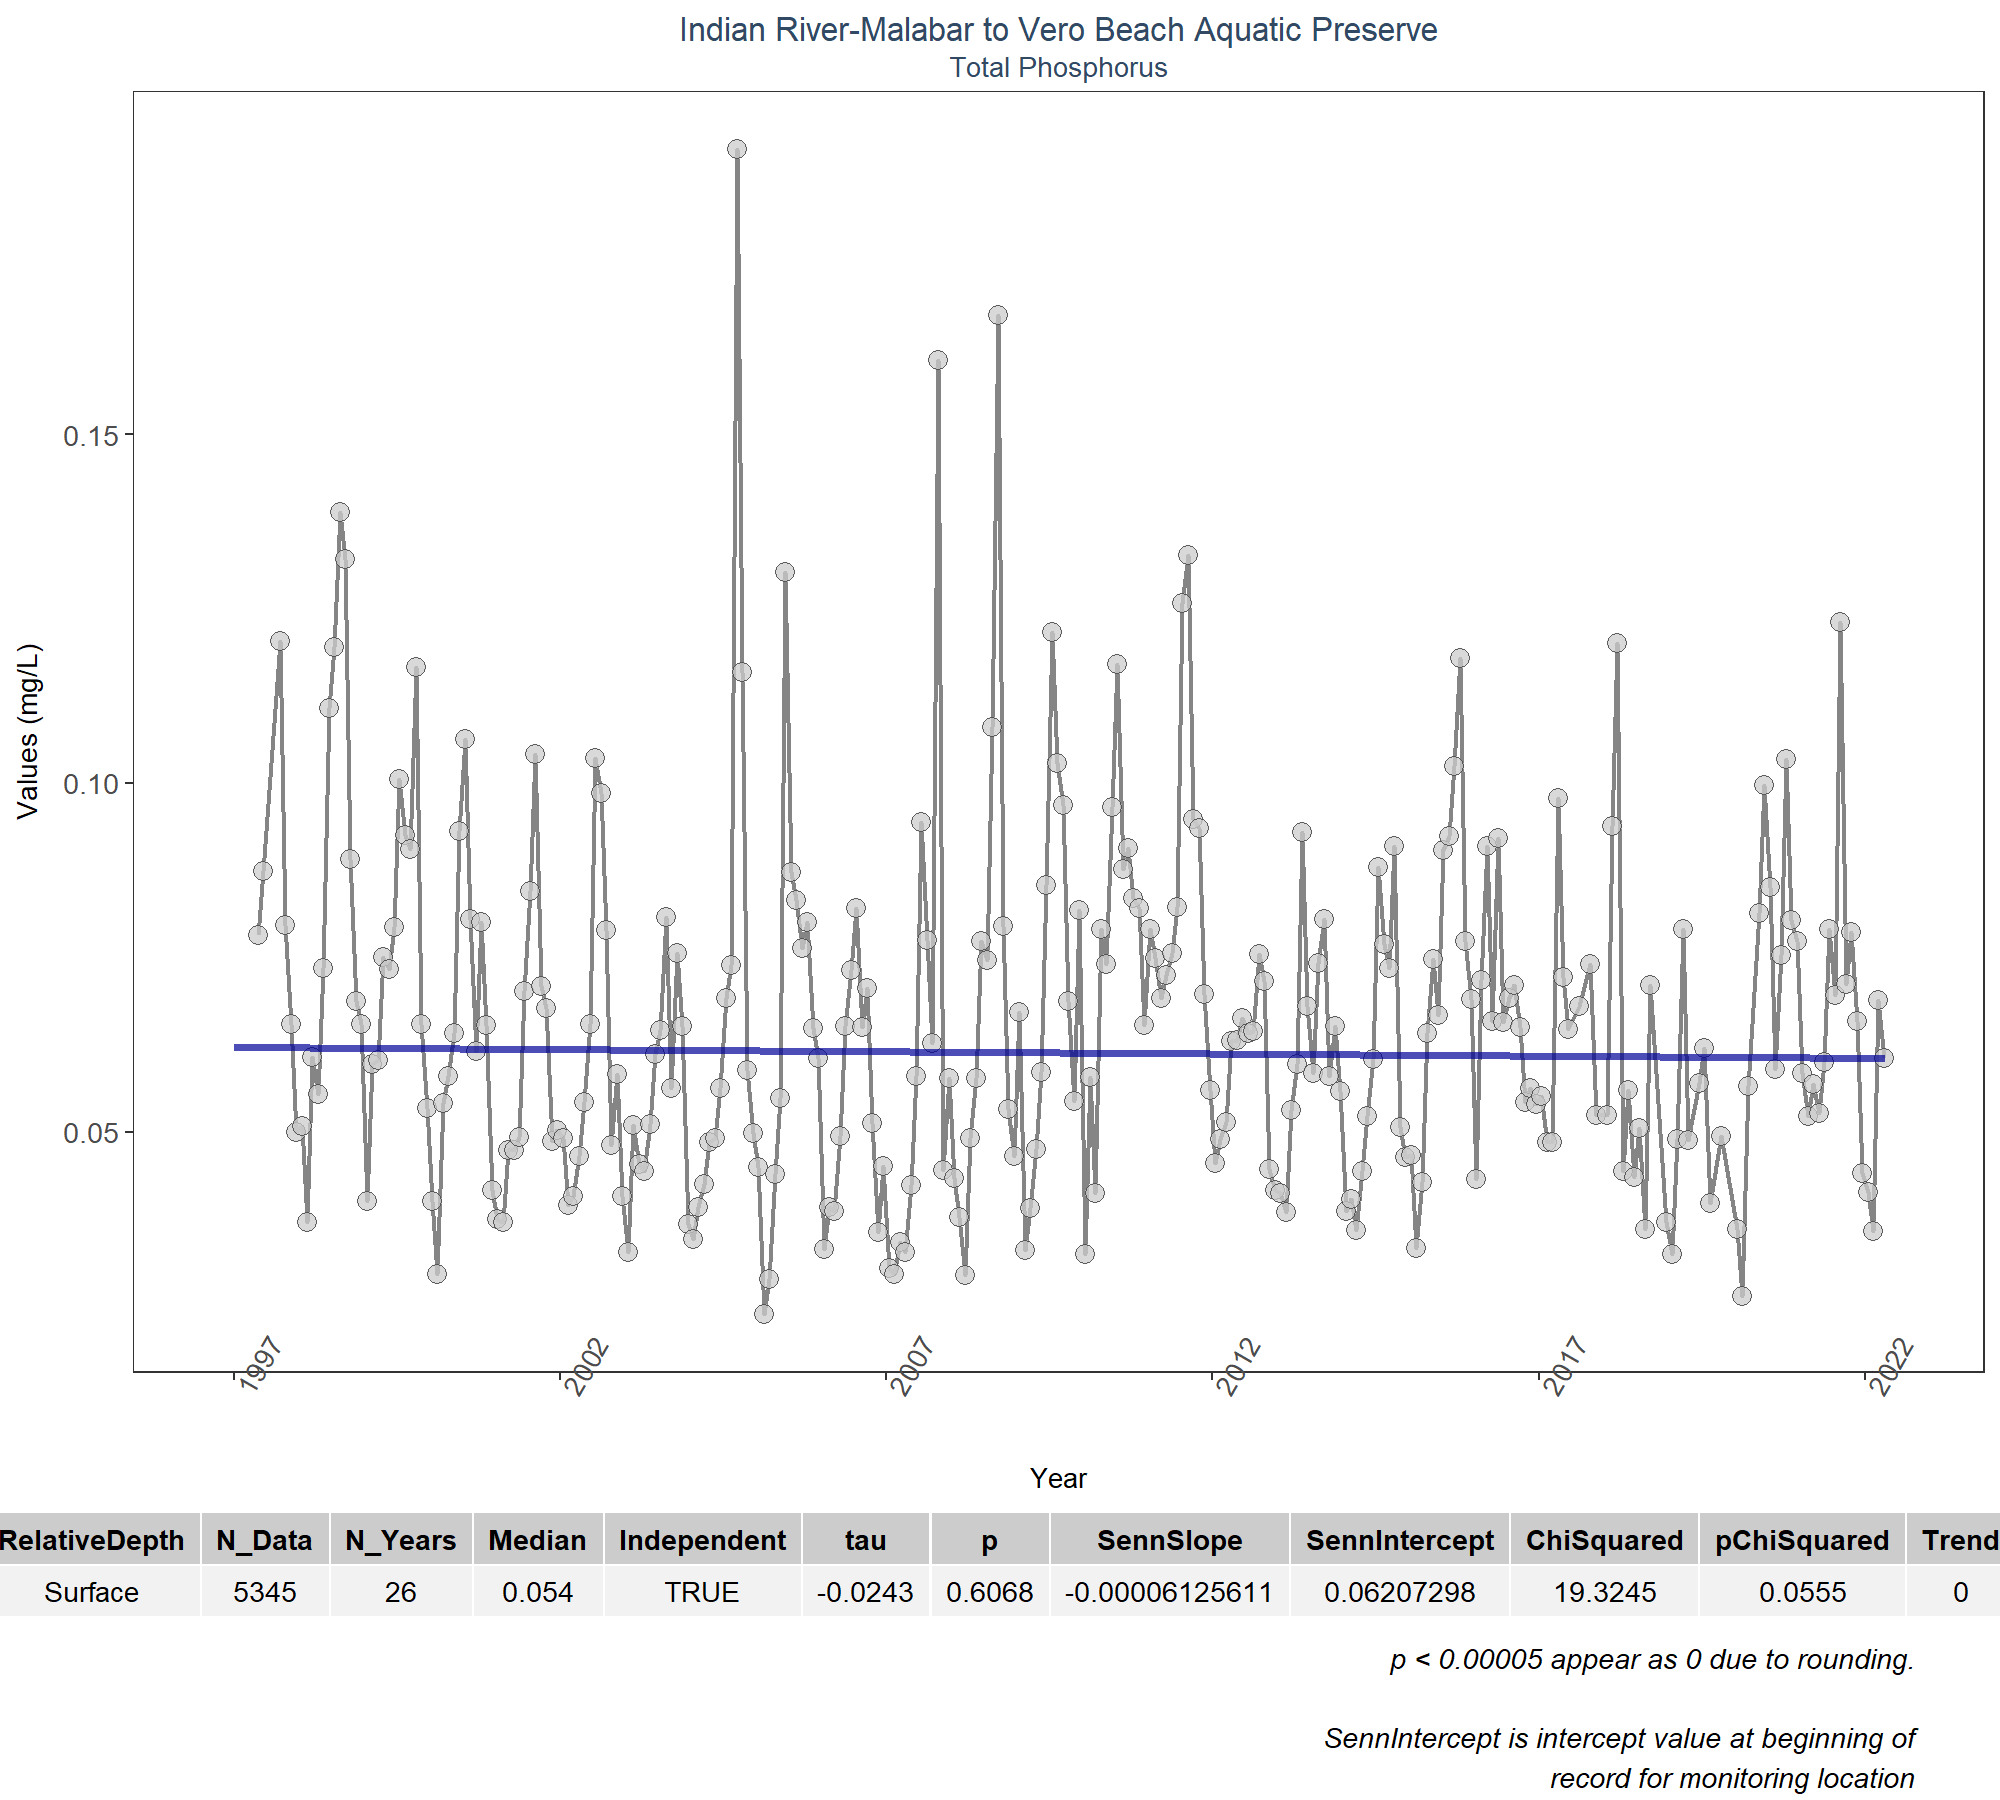 Indian River-Malabar to Vero Beach Aquatic Preserve
Total Phosphorus
Values (mg/L)
0.15
0.10
0.05
1997 2002 2007 2012 2017 2022
Year
RelativeDepth N_Data N_Years Median Independent tau p SennSlope SennIntercept ChiSquared pChiSquared Trend
Surface 5345 26 0.054 TRUE -0.0243 0.6068 -0.00006125611 0.06207298 19.3245 0.0555 0
p < 0.00005 appear as 0 due to rounding.
SennIntercept is intercept value at beginning of
record for monitoring location